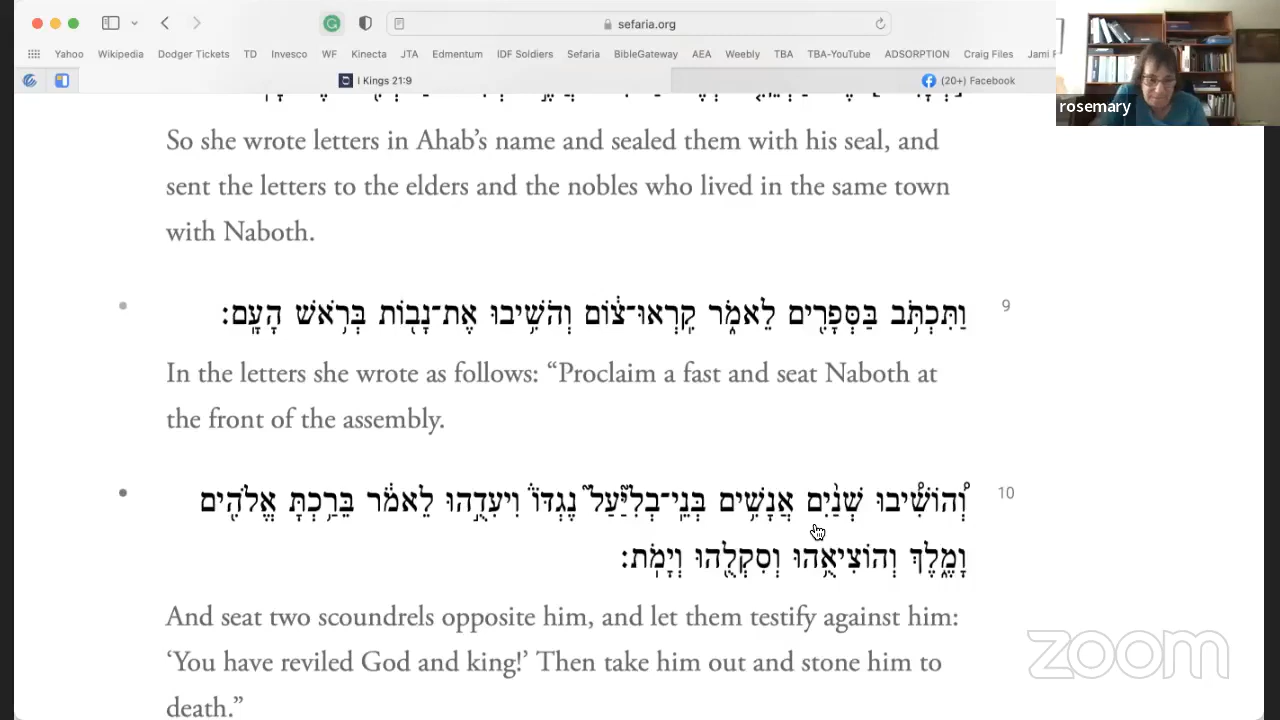 sefaria.org
Yahoo Wikipedia Dodger Tickets TD Invesco WF Kinecta JTA Edmentum IDF Soldiers Sefaria BibleGateway AEA Weebly TBA TBA-YouTube ADSORPTION Craig Files Jami
I Kings 21:9
(20+) Facebook
rosemary
So she wrote letters in Ahab’s name and sealed them with his seal, and
sent the letters to the elders and the nobles who lived in the same town
with Naboth.
9
וַתִּכְתֹּ֥ב בַּסְּפָרִ֖ים לֵאמֹ֑ר קִֽרְאוּ־צ֔וֹם וְהֹשִׁ֥יבוּ אֶת־נָב֖וֹת בְּרֹ֥אשׁ הָעָֽם׃
In the letters she wrote as follows: “Proclaim a fast and seat Naboth at
the front of the assembly.
10
וְ֠הוֹשִׁ֠יבוּ שְׁנַ֨יִם אֲנָשִׁ֥ים בְּנֵֽי־בְלִיַּ֘עַל֮ נֶגְדּוֹ֒ וִיעִדֻ֣הוּ לֵאמֹ֔ר בֵּרַ֥כְתָּ אֱלֹהִ֖ים
וָמֶ֑לֶךְ וְהוֹצִיאֻ֥הוּ וְסִקְלֻ֖הוּ וְיָמֹֽת׃
And seat two scoundrels opposite him, and let them testify against him:
‘You have reviled God and king!’ Then take him out and stone him to
death.”
zoom